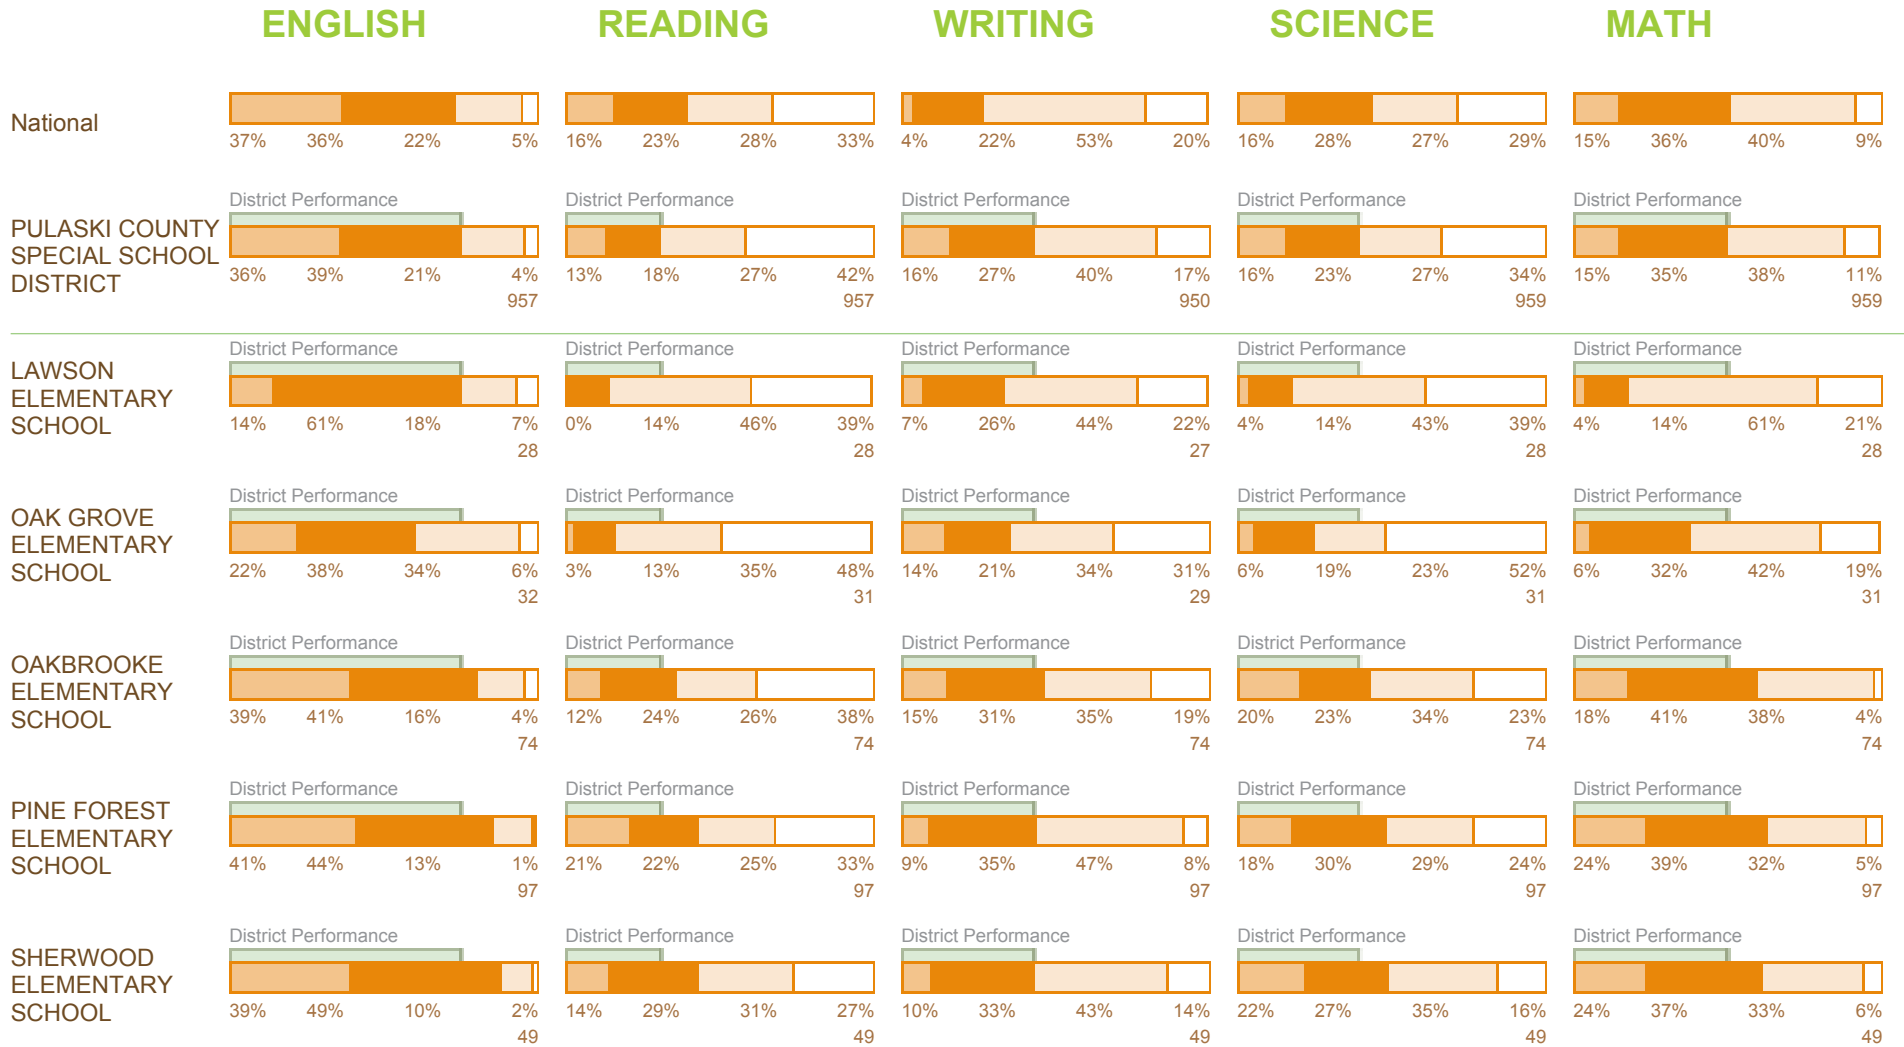 ENGLISH READING WRITING SCIENCE MATH
National
37% 36% 22% 5% 16% 23% 28% 33% 4% 22% 53% 20% 16% 28% 27% 29% 15% 36% 40% 9%
District Performance District Performance District Performance District Performance District Performance
PULASKI COUNTY
SPECIAL SCHOOL
DISTRICT
36% 39% 21% 4% 13% 18% 27% 42% 16% 27% 40% 17% 16% 23% 27% 34% 15% 35% 38% 11%
957 957 950 959 959
District Performance District Performance District Performance District Performance District Performance
LAWSON
ELEMENTARY
SCHOOL
14% 61% 18% 7% 0% 14% 46% 39% 7% 26% 44% 22% 4% 14% 43% 39% 4% 14% 61% 21%
28 28 27 28 28
District Performance District Performance District Performance District Performance District Performance
OAK GROVE
ELEMENTARY
SCHOOL
22% 38% 34% 6% 3% 13% 35% 48% 14% 21% 34% 31% 6% 19% 23% 52% 6% 32% 42% 19%
32 31 29 31 31
District Performance District Performance District Performance District Performance District Performance
OAKBROOKE
ELEMENTARY
SCHOOL
39% 41% 16% 4% 12% 24% 26% 38% 15% 31% 35% 19% 20% 23% 34% 23% 18% 41% 38% 4%
74 74 74 74 74
District Performance District Performance District Performance District Performance District Performance
PINE FOREST
ELEMENTARY
SCHOOL
41% 44% 13% 1% 21% 22% 25% 33% 9% 35% 47% 8% 18% 30% 29% 24% 24% 39% 32% 5%
97 97 97 97 97
District Performance District Performance District Performance District Performance District Performance
SHERWOOD
ELEMENTARY
SCHOOL
39% 49% 10% 2% 14% 29% 31% 27% 10% 33% 43% 14% 22% 27% 35% 16% 24% 37% 33% 6%
49 49 49 49 49